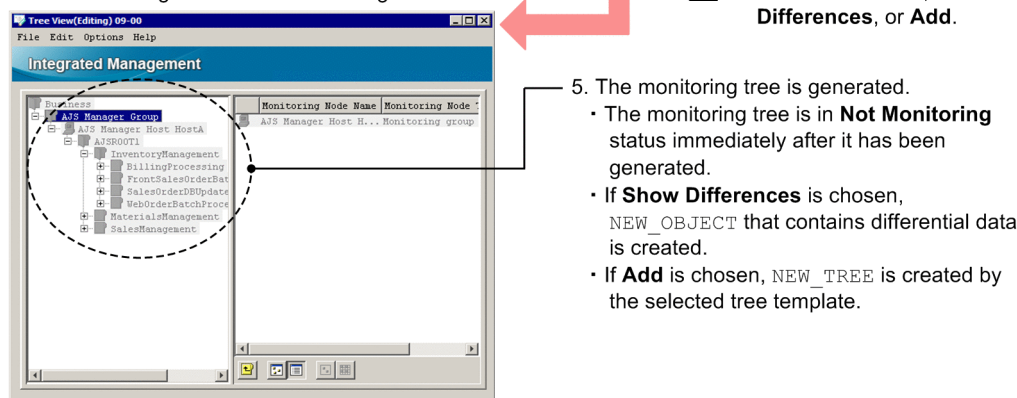 Differences, or Add.
Tree View(Editing) 09-00
File Edit Options Help
Integrated Management
Business
AJS Manager Group
AJS Manager Host HostA
AJSROOT1
InventoryManagement
BillingProcessing
FrontSalesOrderBat
SalesOrderDBUpdate
WebOrderBatchProce
MaterialsManagement
SalesManagement
Monitoring Node Name Monitoring Node
AJS Manager Host H... Monitoring group
5. The monitoring tree is generated.
・The monitoring tree is in Not Monitoring
status immediately after it has been
generated.
・If Show Differences is chosen,
NEW_OBJECT that contains differential data
is created.
・If Add is chosen, NEW_TREE is created by
the selected tree template.